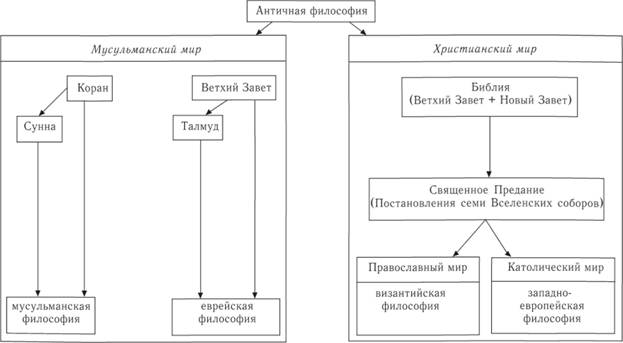 Античная философия
Мусульманский мир
Коран
Ветхий Завет
Сунна
Талмуд
мусульманская
философия
еврейская
философия
Христианский мир
Библия
(Ветхий Завет + Новый Завет)
Священное Предание
(Постановления семи Вселенских соборов)
Православный мир
византийская
философия
Католический мир
западно-
европейская
философия